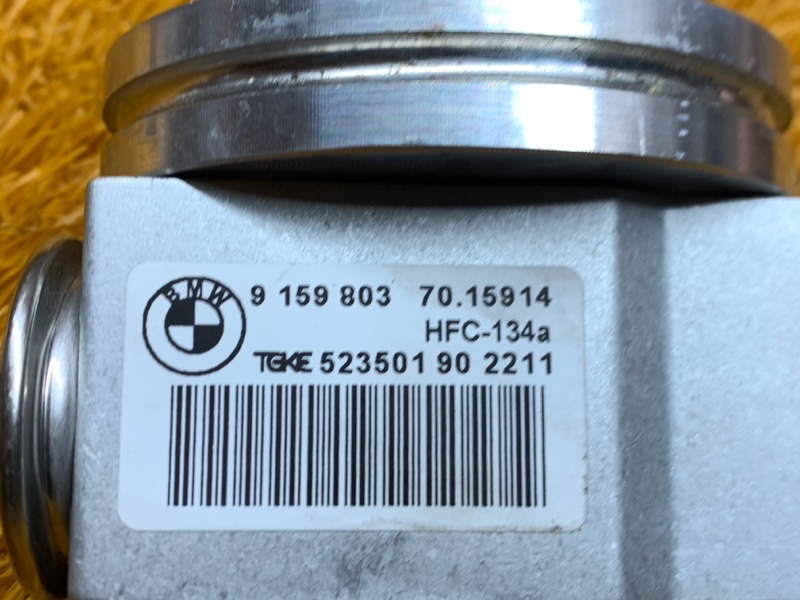 BMW
9 159 803 70.15914
HFC-134a
TGKE 523501 90 2211